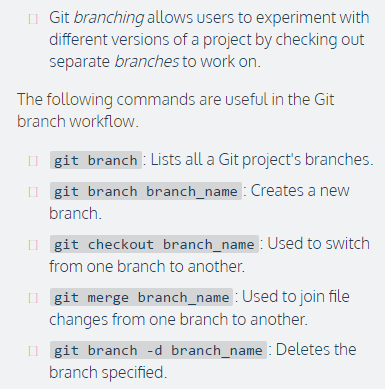 Git branching allows users to experiment with
different versions of a project by checking out
separate branches to work on.
The following commands are useful in the Git
branch workflow.
git branch : Lists all a Git project's branches.
git branch branch_name : Creates a new
branch.
git checkout branch_name : Used to switch
from one branch to another.
git merge branch_name : Used to join file
changes from one branch to another.
git branch -d branch_name : Deletes the
branch specified.